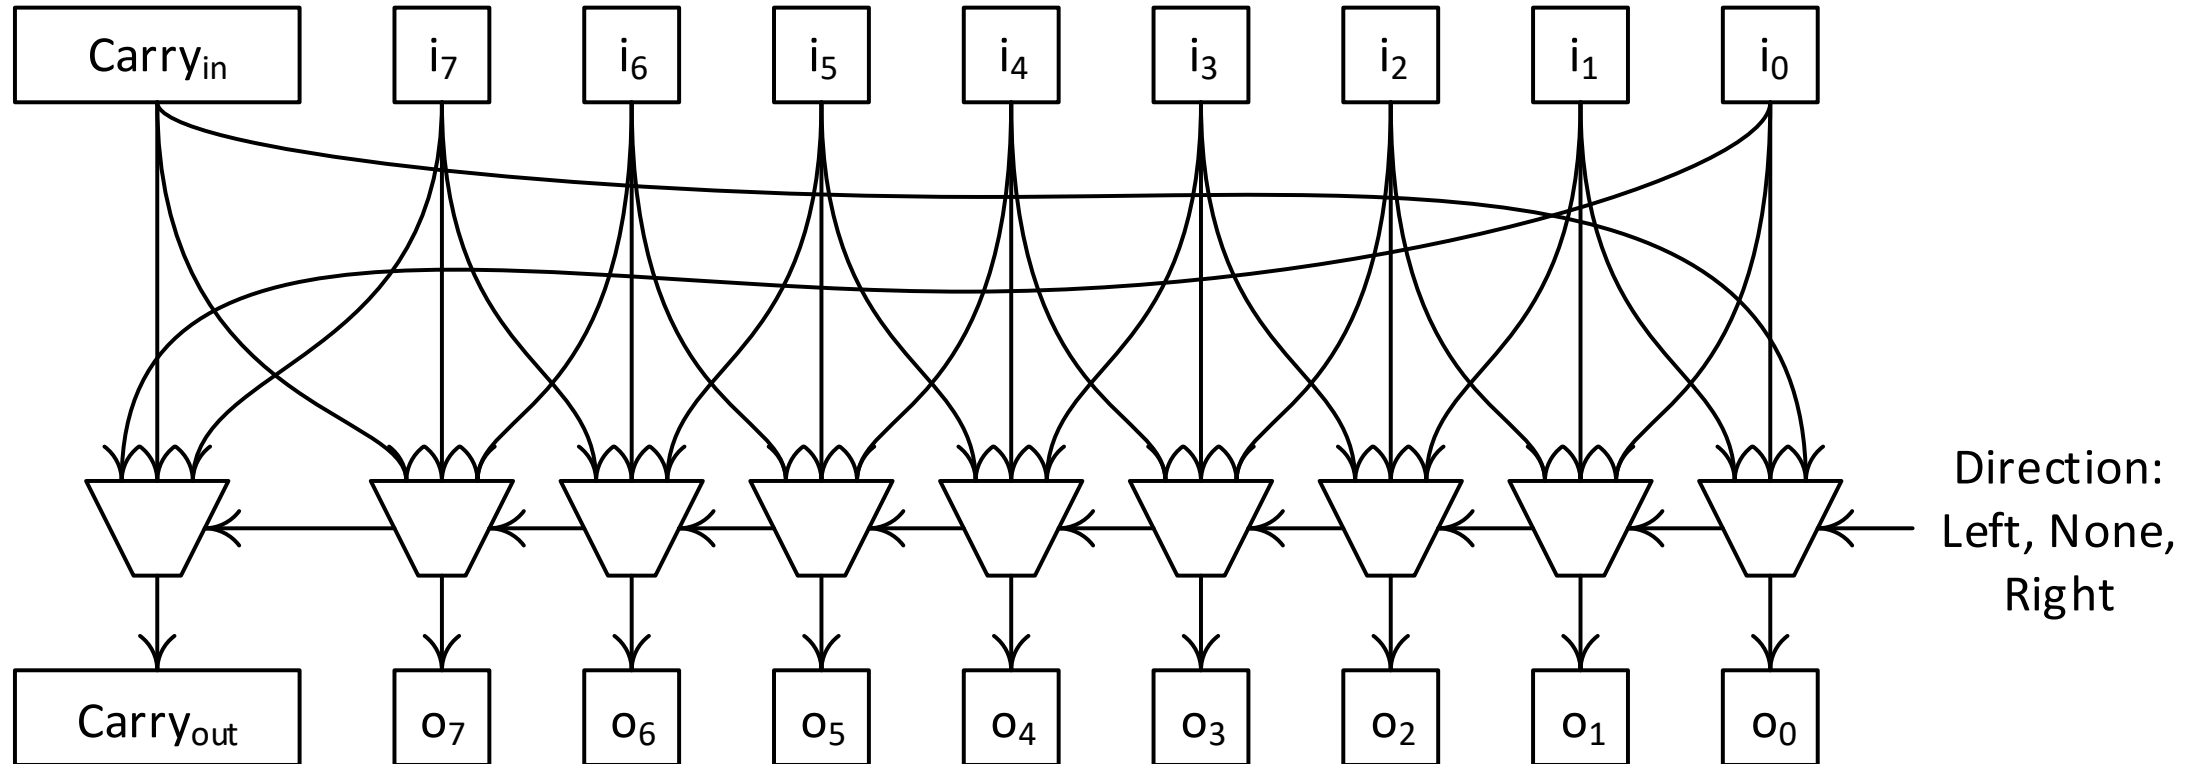 Carryin i7 i6 i5 i4 i3 i2 i1 i0
Direction:
Left, None,
Right
Carryout o7 o6 o5 o4 o3 o2 o1 o0